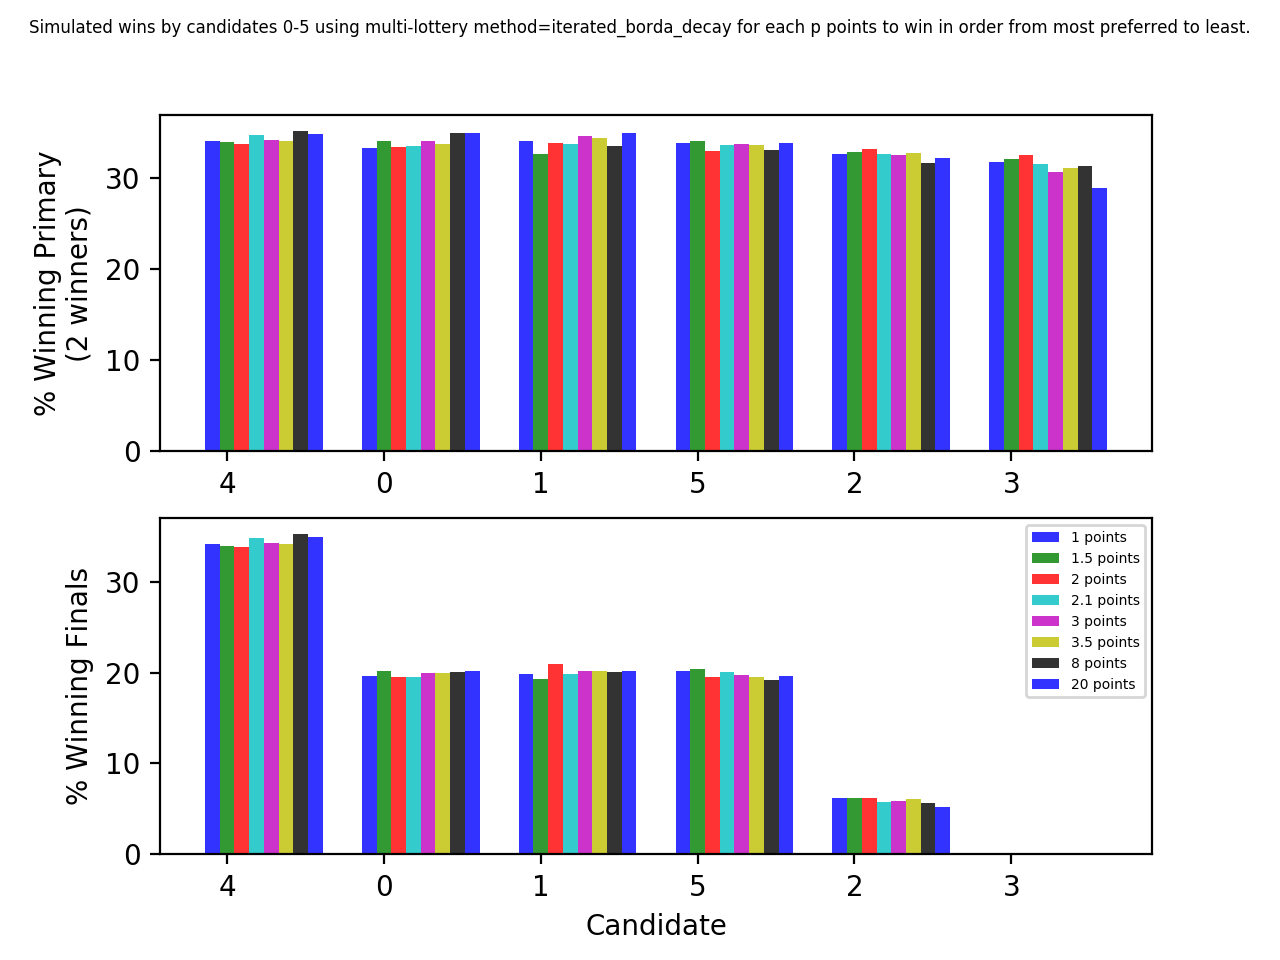 Simulated wins by candidates 0-5 using multi-lottery method=iterated_borda_decay for each p points to win in order from most preferred to least.
% Winning Primary
(2 winners)
30
20
10
0
4 0 1 5 2 3
% Winning Finals
30
20
10
0
1 points
1.5 points
2 points
2.1 points
3 points
3.5 points
8 points
20 points
4 0 1 5 2 3
Candidate